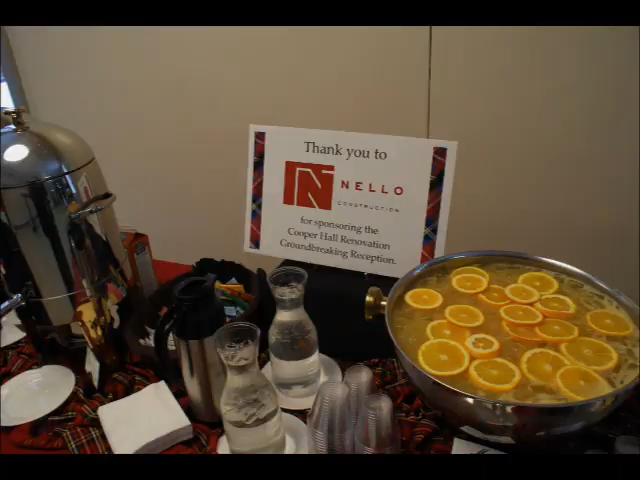 Thank you to
NELLO
CONSTRUCTION
for sponsoring the
Cooper Hall Renovation
Groundbreaking Reception.